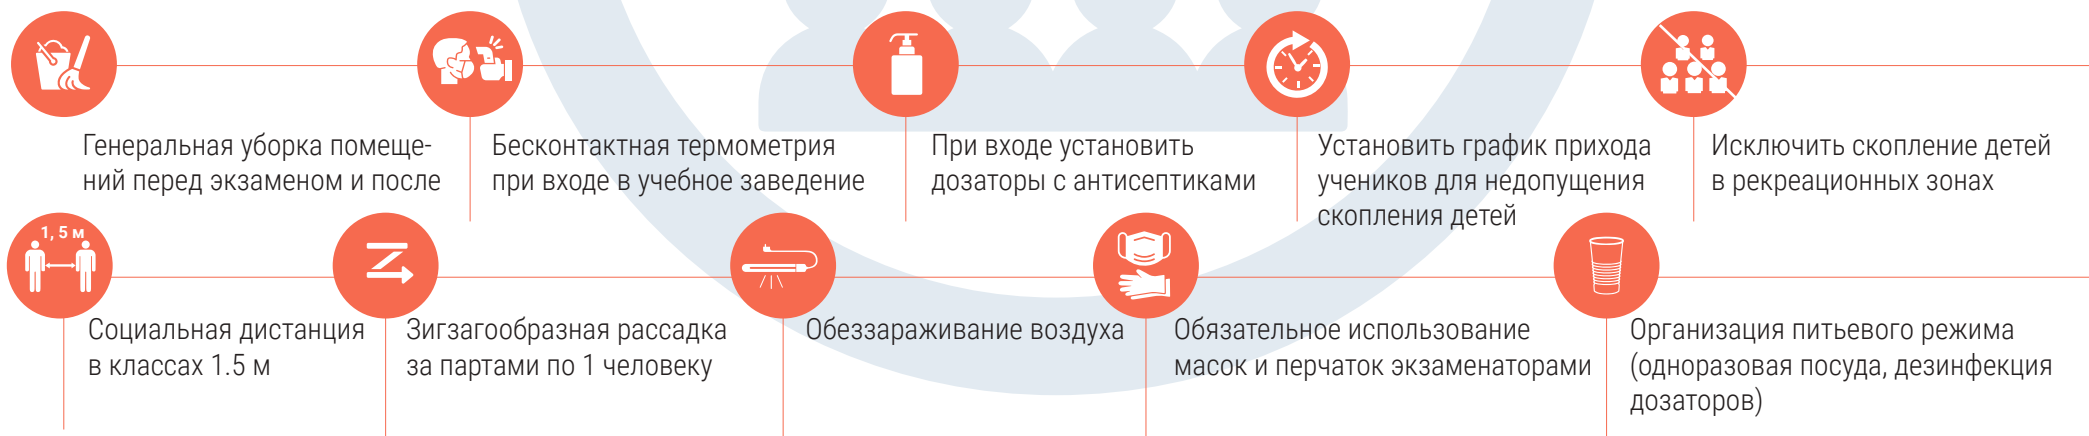 Генеральная уборка помеще-
ний перед экзаменом и после
Бесконтактная термометрия
при входе в учебное заведение
При входе установить
дозаторы с антисептиками
Установить график прихода
учеников для недопущения
скопления детей
Исключить скопление детей
в рекреационных зонах
1, 5 м
Социальная дистанция
в классах 1.5 м
Зигзагообразная рассадка
за партами по 1 человеку
Обеззараживание воздуха
Обязательное использование
масок и перчаток экзаменаторами
Организация питьевого режима
(одноразовая посуда, дезинфекция
дозаторов)